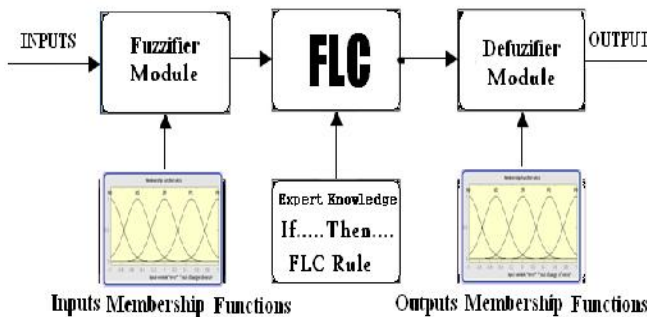 INPUTS
Fuzzifier
Module
FLC
Defuzifier
Module
OUTPUT
Expert Knowledge
If.....Then....
FLC Rule
Inputs Membership Functions
Outputs Membership Functions